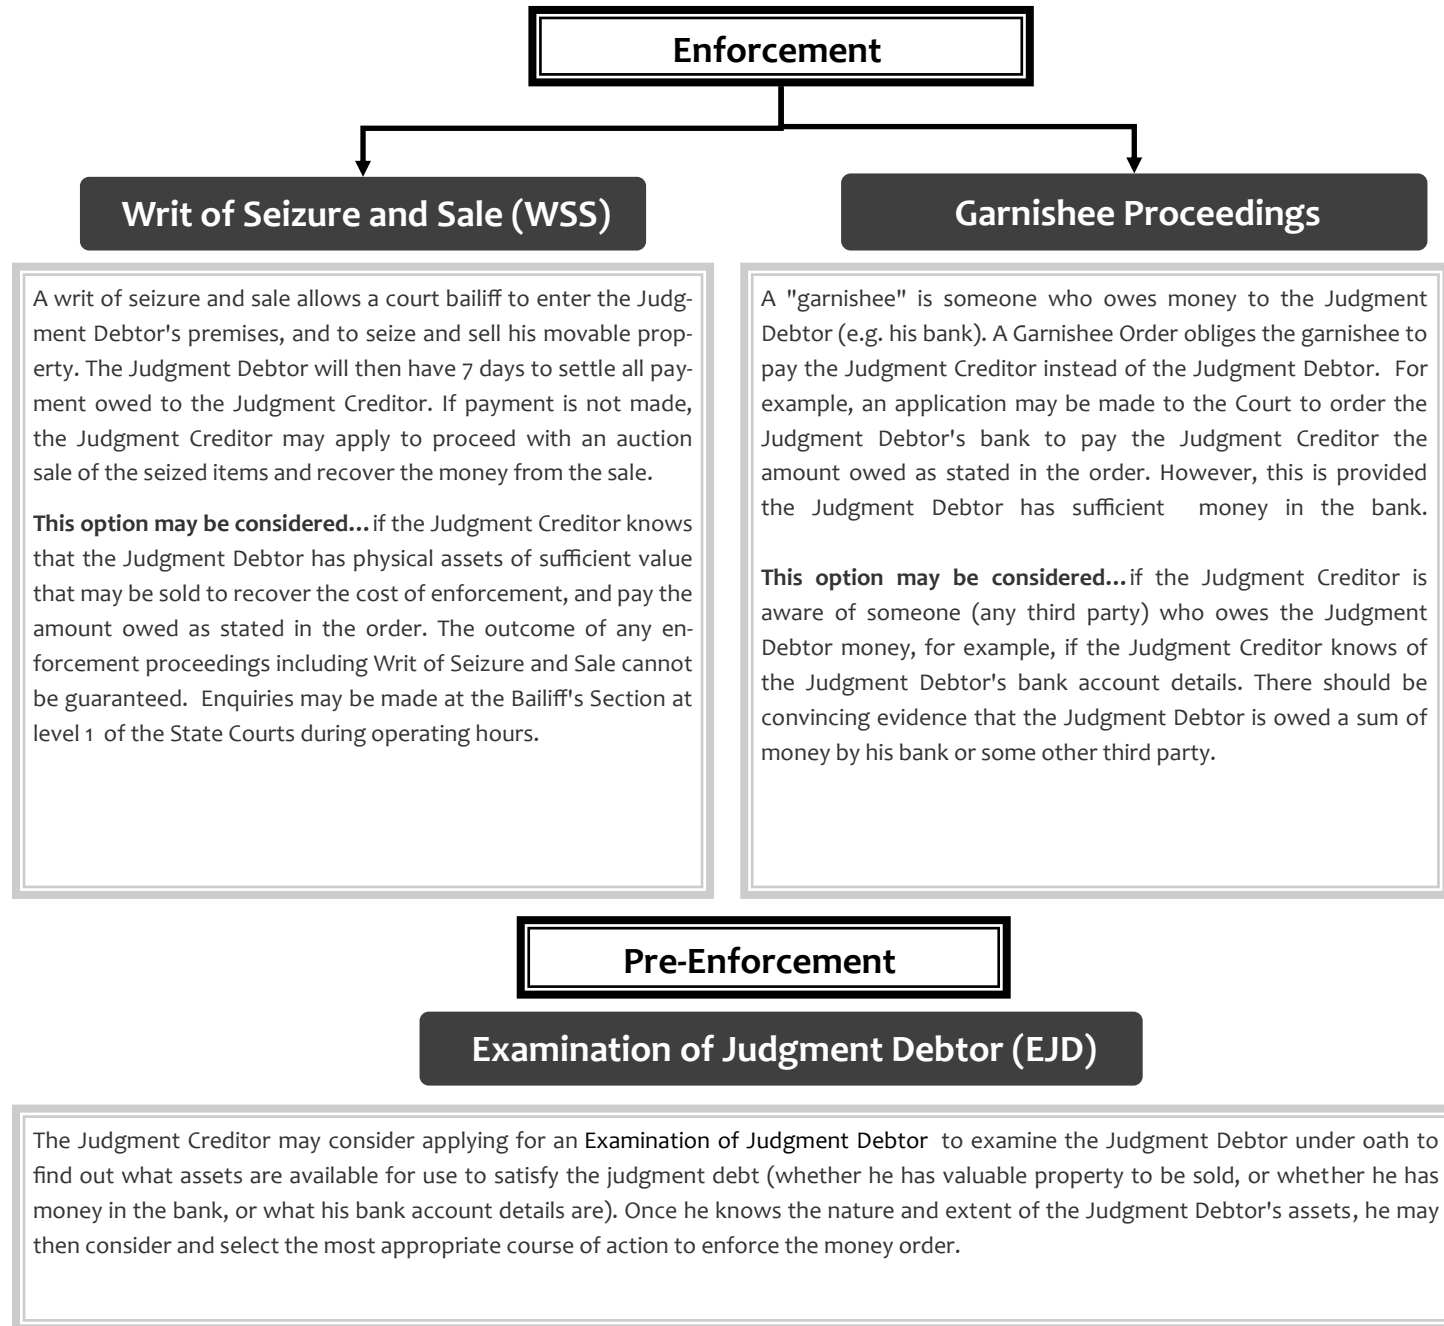 Enforcement
Writ of Seizure and Sale (WSS)
A writ of seizure and sale allows a court bailiff to enter the Judg-
ment Debtor's premises, and to seize and sell his movable prop-
erty. The Judgment Debtor will then have 7 days to settle all pay-
ment owed to the Judgment Creditor. If payment is not made,
the Judgment Creditor may apply to proceed with an auction
sale of the seized items and recover the money from the sale.
This option may be considered...if the Judgment Creditor knows
that the Judgment Debtor has physical assets of sufficient value
that may be sold to recover the cost of enforcement, and pay the
amount owed as stated in the order. The outcome of any en-
forcement proceedings including Writ of Seizure and Sale cannot
be guaranteed. Enquiries may be made at the Bailiff's Section at
level 1 of the State Courts during operating hours.
Garnishee Proceedings
A "garnishee" is someone who owes money to the Judgment
Debtor (e.g. his bank). A Garnishee Order obliges the garnishee to
pay the Judgment Creditor instead of the Judgment Debtor. For
example, an application may be made to the Court to order the
Judgment Debtor's bank to pay the Judgment Creditor the
amount owed as stated in the order. However, this is provided
the Judgment Debtor has sufficient money in the bank.
This option may be considered...if the Judgment Creditor is
aware of someone (any third party) who owes the Judgment
Debtor money, for example, if the Judgment Creditor knows of
the Judgment Debtor's bank account details. There should be
convincing evidence that the Judgment Debtor is owed a sum of
money by his bank or some other third party.
Pre-Enforcement
Examination of Judgment Debtor (EJD)
The Judgment Creditor may consider applying for an Examination of Judgment Debtor to examine the Judgment Debtor under oath to
find out what assets are available for use to satisfy the judgment debt (whether he has valuable property to be sold, or whether he has
money in the bank, or what his bank account details are). Once he knows the nature and extent of the Judgment Debtor's assets, he may
then consider and select the most appropriate course of action to enforce the money order.